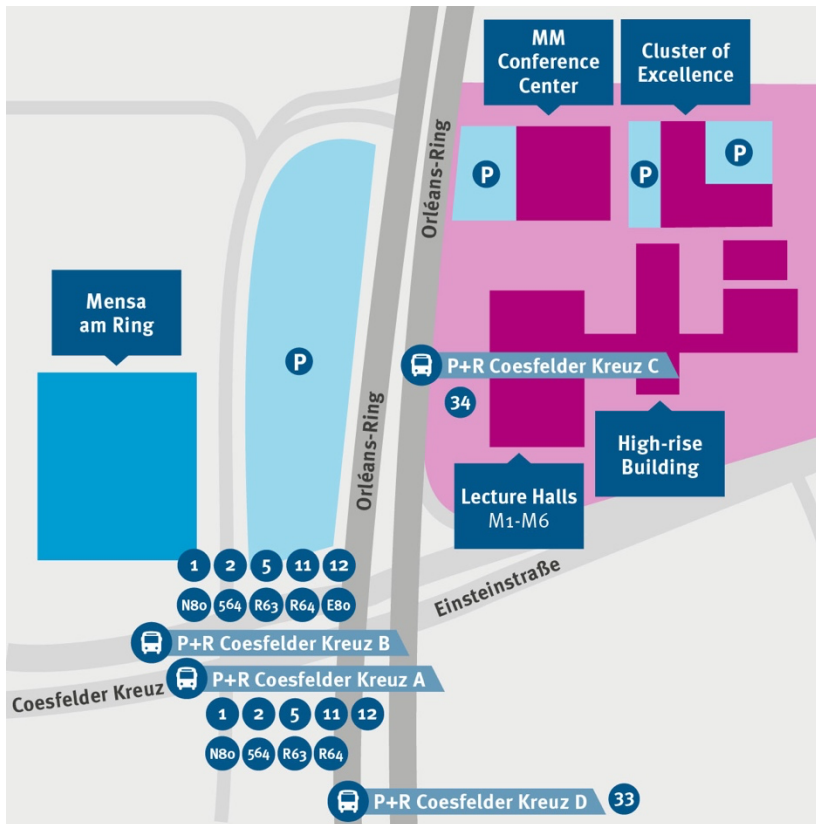 MM
Conference
Center
Cluster of
Excellence
Orléans-Ring
P
P
P
Mensa
am Ring
P
P+R Coesfelder Kreuz C
34
Orléans-Ring
High-rise
Building
Lecture Halls
M1-M6
1 2 5 11 12
N80 564 R63 R64 E80
Einsteinstraße
P+R Coesfelder Kreuz B
P+R Coesfelder Kreuz A
Coesfelder Kreuz
1 2 5 11 12
N80 564 R63 R64
P+R Coesfelder Kreuz D 33